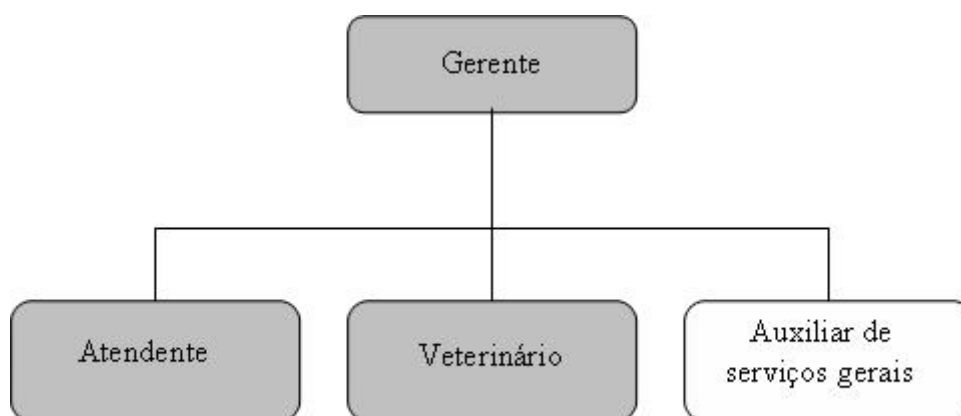 Gerente
Atendente
Veterinário
Auxiliar de
serviços gerais